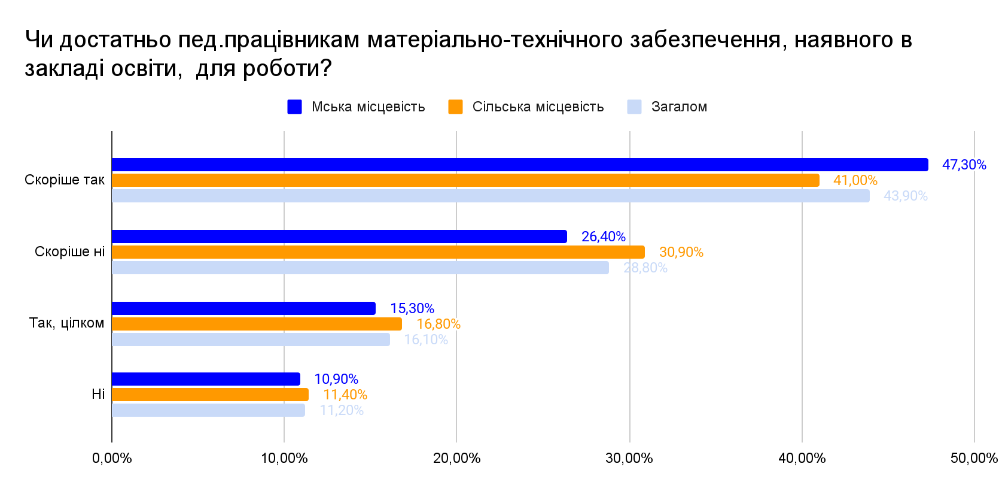 Чи достатньо пед.працівникам матеріально-технічного забезпечення, наявного в
закладі освіти,  для роботи?
Мська місцевість
Сільська місцевість
Загалом
Скоріше так
47,30%
41,00%
43,90%
Скоріше ні
26,40%
30,90%
28,80%
Так, цілком
15,30%
16,80%
16,10%
Ні
10,90%
11,40%
11,20%
0,00%
10,00%
20,00%
30,00%
40,00%
50,00%